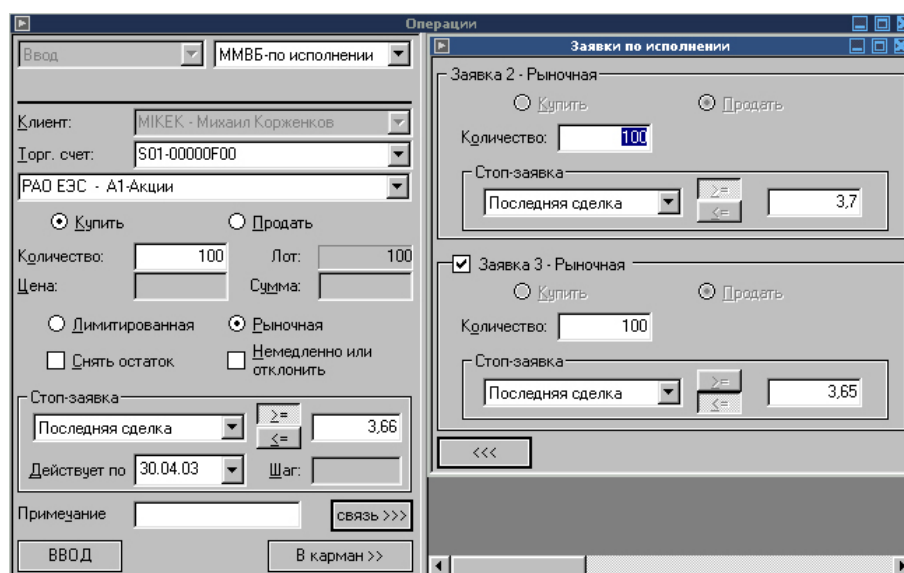 Операции
Ввод ММВБ-по исполнении
Клиент: MIKEK - Михаил Корженков
Торг. счет: S01-00000F00
РАО ЕЭС - А1-Акции
Купить Продать
Количество: 100 Лот: 100
Цена: Сумма:
Лимитированная Рыночная
Снять остаток Немедленно или
отклонить
Стоп-заявка
Последняя сделка >= <= 3,66
Действует по 30.04.03 Шаг:
Примечание связь >>>
ВВОД В карман >>
Заявки по исполнении
Заявка 2 - Рыночная
Купить Продать
Количество: 100
Стоп-заявка
Последняя сделка >= <= 3,7
Заявка 3 - Рыночная
Купить Продать
Количество: 100
Стоп-заявка
Последняя сделка >= <= 3,65
<<<